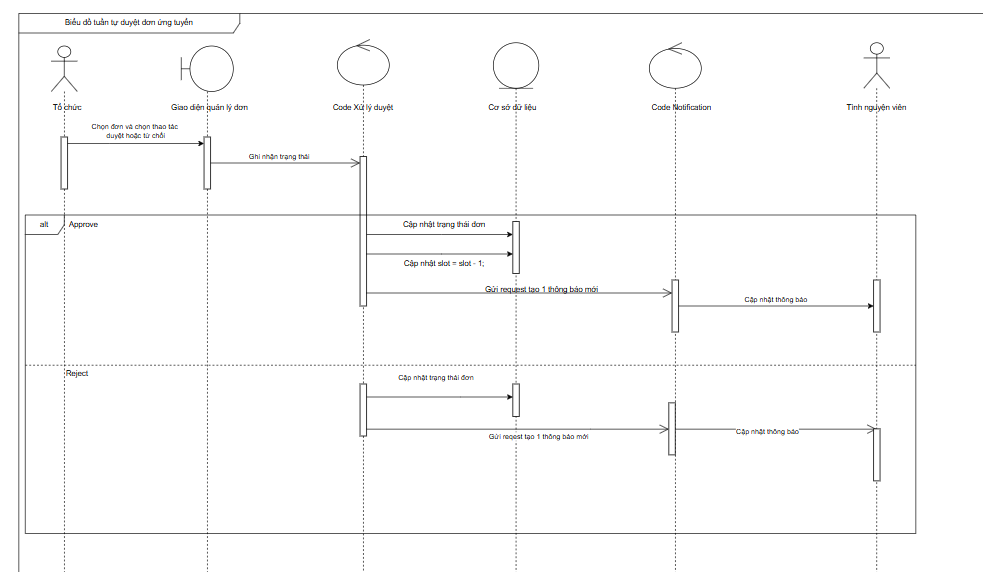 Biểu đồ tuần tự duyệt đơn ứng tuyển
Tổ chức
Giao diện quản lý đơn
Code Xử lý duyệt
Cơ sở dữ liệu
Code Notification
Tình nguyện viên
Chọn đơn và chọn thao tác
duyệt hoặc từ chối
Ghi nhận trạng thái
alt
Approve
Cập nhật trạng thái đơn
Cập nhật slot = slot - 1;
Gửi request tạo 1 thông báo mới
Cập nhật thông báo
Reject
Cập nhật trạng thái đơn
Gửi reqest tạo 1 thông báo mới
Cập nhật thông báo